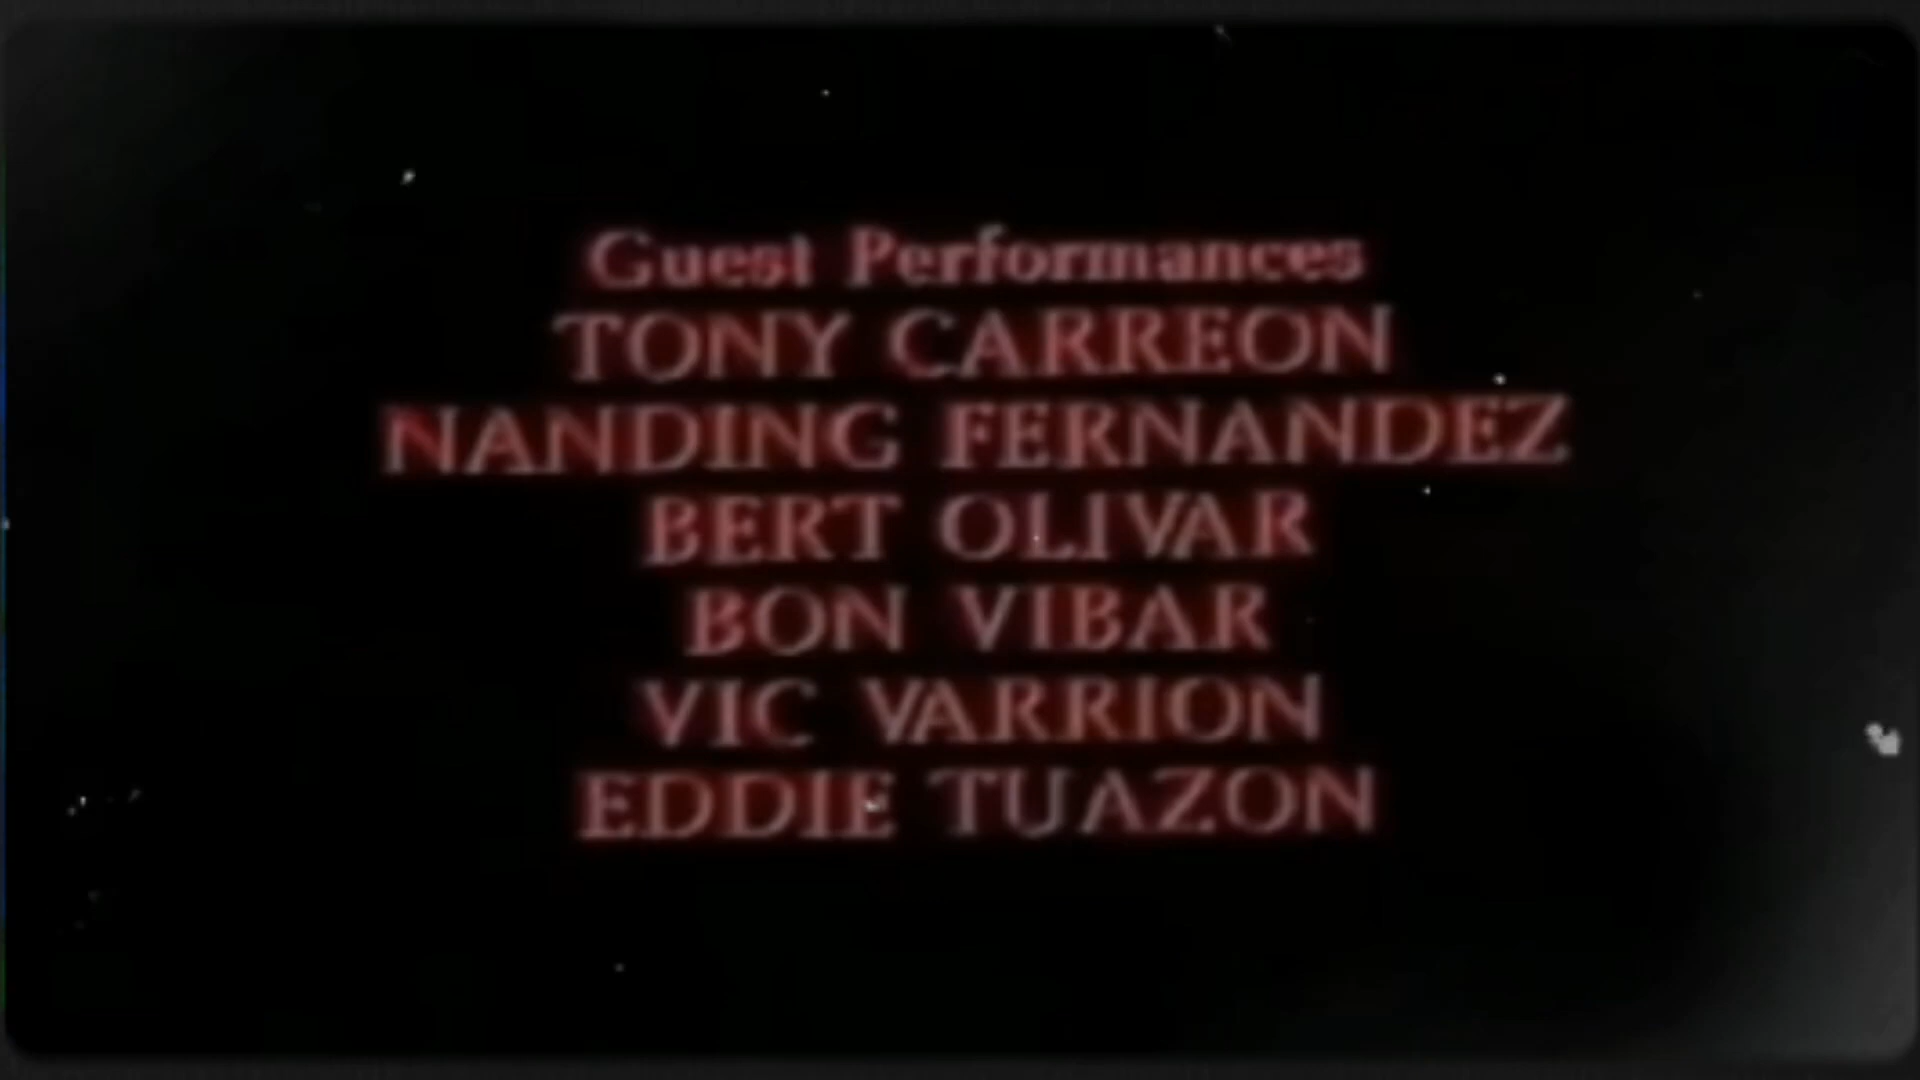 Guest Performances
TONY CARREON
NANDING FERNANDEZ
BERT OLIVAR
BON VIBAR
VIC VARRION
EDDIE TUAZON